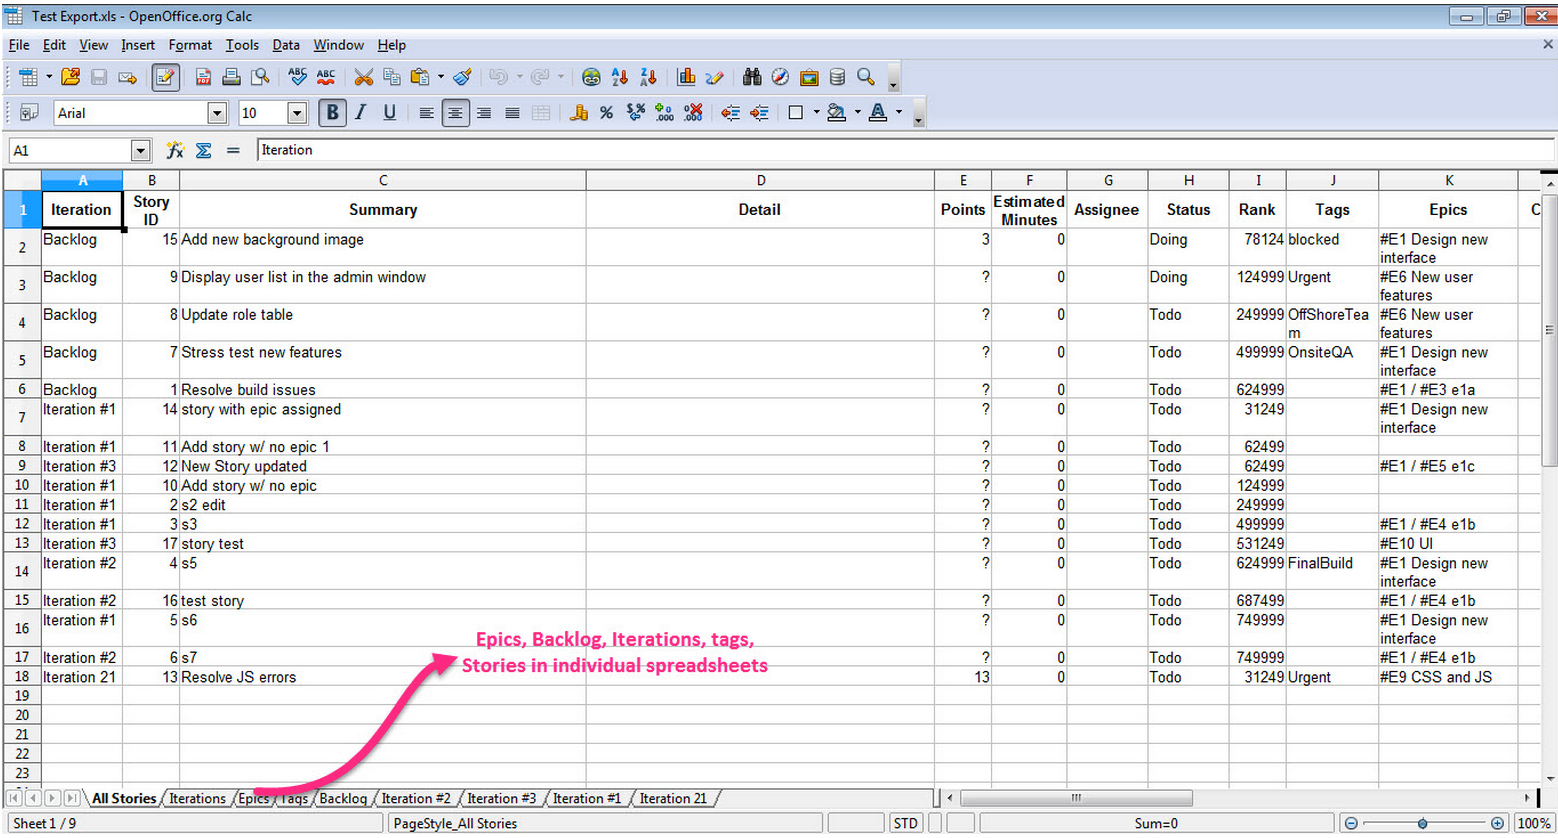 Test Export.xls - OpenOffice.org Calc
File Edit View Insert Format Tools Data Window Help
Arial 10
A1 Iteration
A B C D E F G H I J K
1 Iteration Story ID Summary Detail Points Estimated Minutes Assignee Status Rank Tags Epics C
2 Backlog 15 Add new background image 3 0 Doing 78124 blocked #E1 Design new interface
3 Backlog 9 Display user list in the admin window ? 0 Doing 124999 Urgent #E6 New user features
4 Backlog 8 Update role table ? 0 Todo 249999 OffShoreTeam #E6 New user features
5 Backlog 7 Stress test new features ? 0 Todo 499999 OnsiteQA #E1 Design new interface
6 Backlog 1 Resolve build issues ? 0 Todo 624999 #E1 / #E3 e1a
7 Iteration #1 14 story with epic assigned ? 0 Todo 31249 #E1 Design new interface
8 Iteration #1 11 Add story w/ no epic 1 ? 0 Todo 62499
9 Iteration #3 12 New Story updated ? 0 Todo 62499 #E1 / #E5 e1c
10 Iteration #1 10 Add story w/ no epic ? 0 Todo 124999
11 Iteration #1 2 s2 edit ? 0 Todo 249999
12 Iteration #1 3 s3 ? 0 Todo 499999 #E1 / #E4 e1b
13 Iteration #3 17 story test ? 0 Todo 531249 #E10 UI
14 Iteration #2 4 s5 ? 0 Todo 624999 FinalBuild #E1 Design new interface
15 Iteration #2 16 test story ? 0 Todo 687499 #E1 / #E4 e1b
16 Iteration #1 5 s6 ? 0 Todo 749999 #E1 Design new interface
Epics, Backlog, Iterations, tags,
Stories in individual spreadsheets
17 Iteration #2 6 s7 ? 0 Todo 749999 #E1 / #E4 e1b
18 Iteration 21 13 Resolve JS errors 13 0 Todo 31249 Urgent #E9 CSS and JS
19
20
21
22
23
All Stories Iterations Epics Tags Backlog Iteration #2 Iteration #3 Iteration #1 Iteration 21
Sheet 1 / 9 PageStyle_All Stories STD Sum=0 100%